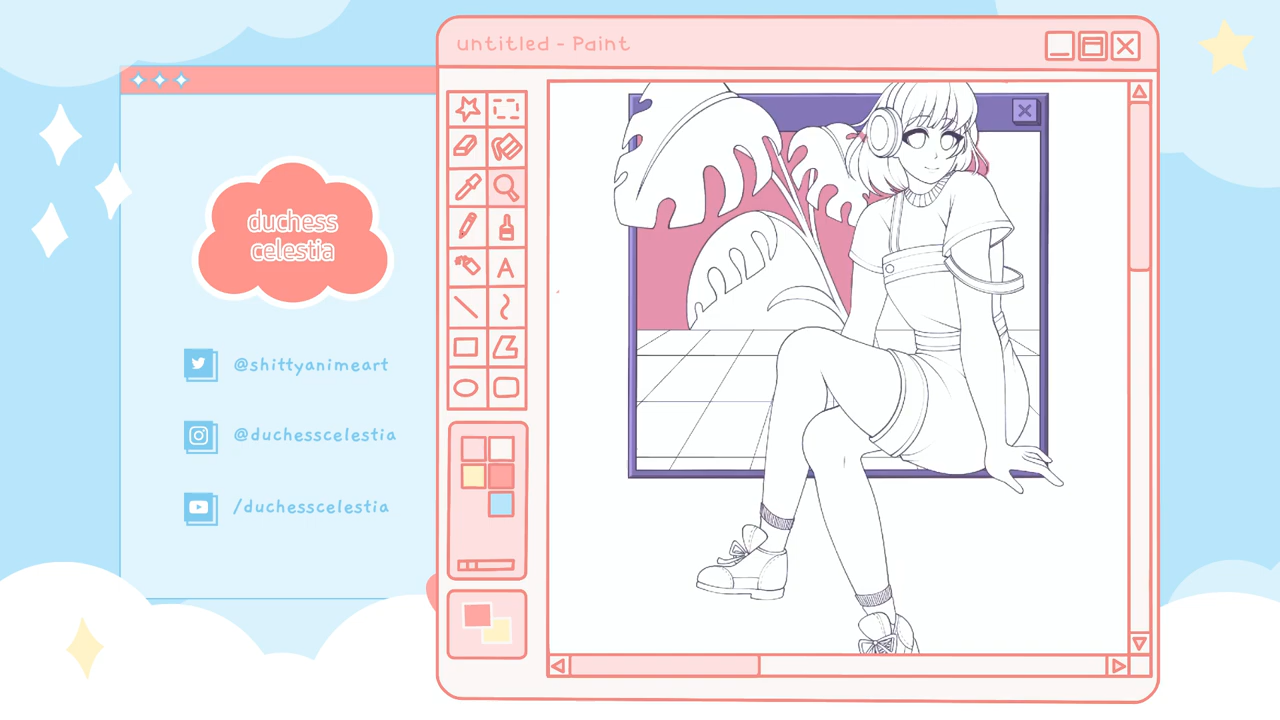 untitled - Paint
duchess
celestia
@shittyanimeart
@duchesscelestia
/duchesscelestia
A